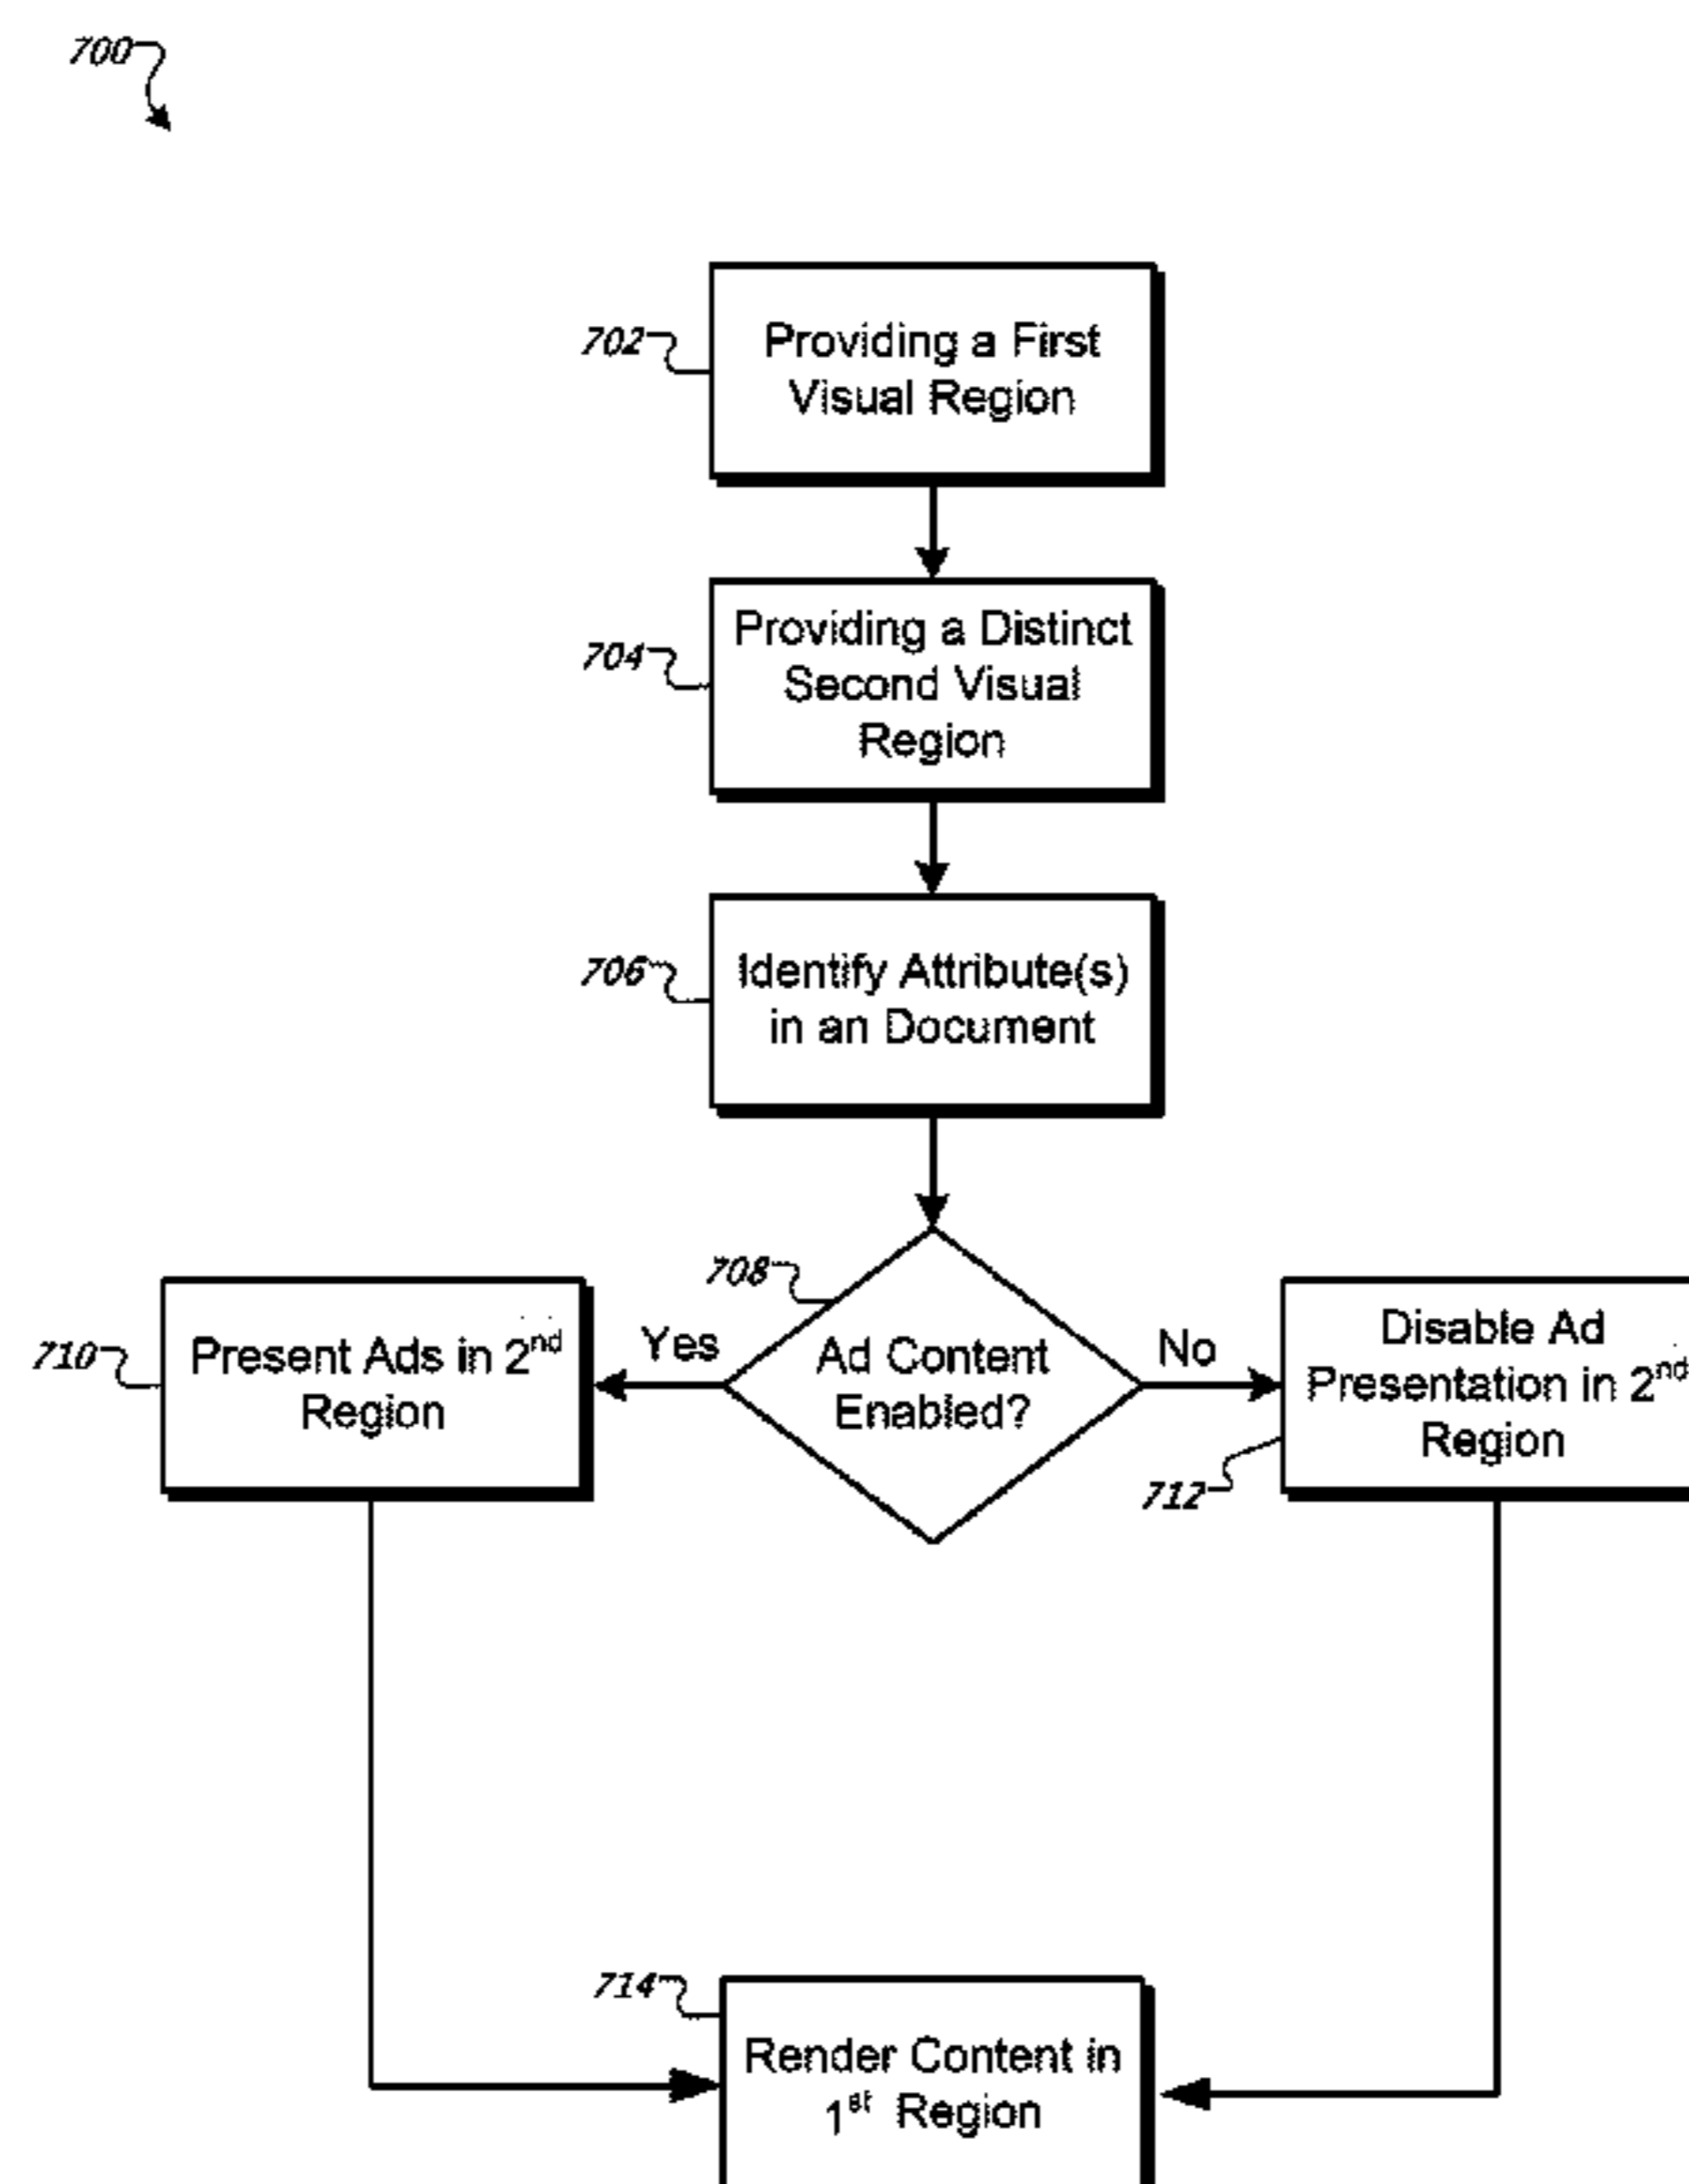 700
702
Providing a First
Visual Region
704
Providing a Distinct
Second Visual
Region
706
Identify Attribute(s)
in an Document
708
Ad Content
Enabled?
Yes
No
710
Present Ads in 2nd
Region
712
Disable Ad
Presentation in 2nd
Region
714
Render Content in
1st Region